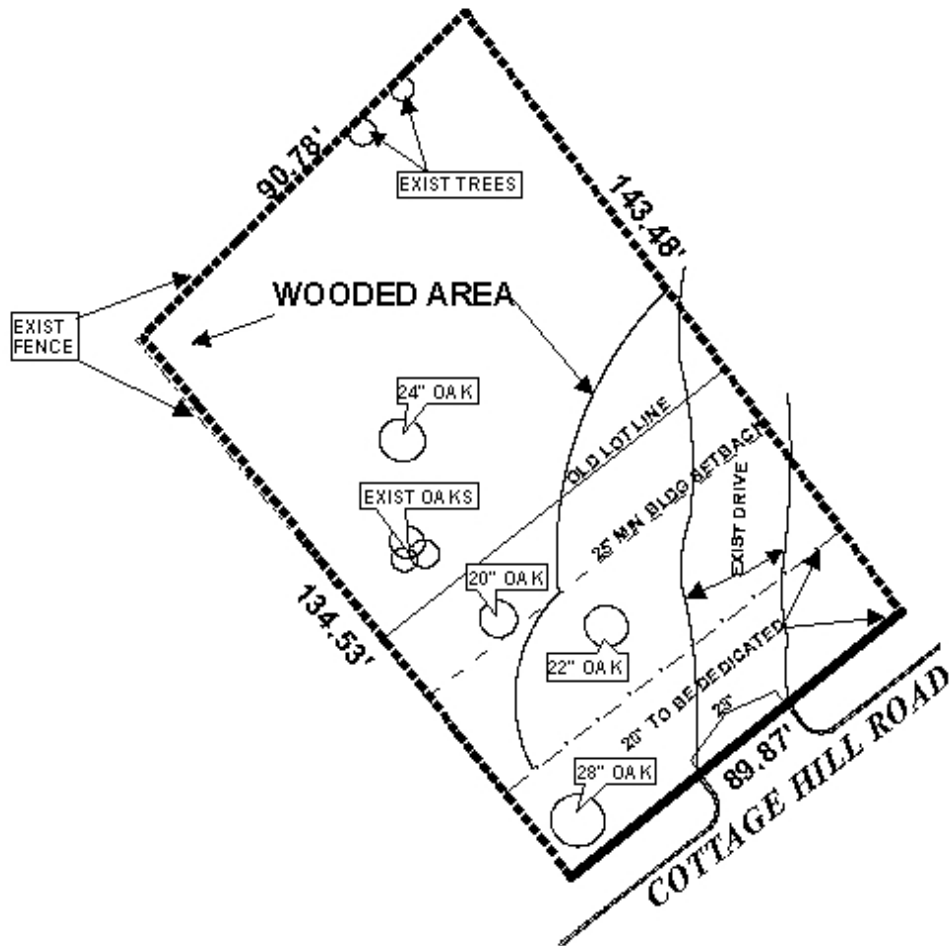 90.78'
EXIST TREES
143.48'
WOODED AREA
EXIST
FENCE
24" OAK
OLD LOT LINE
25' MIN BLDG SETBACK
EXIST OAKS
EXIST DRIVE
20" OAK
134.53'
22" OAK
20' TO BE DEDICATED
28" OAK
89.87'
COTTAGE HILL ROAD